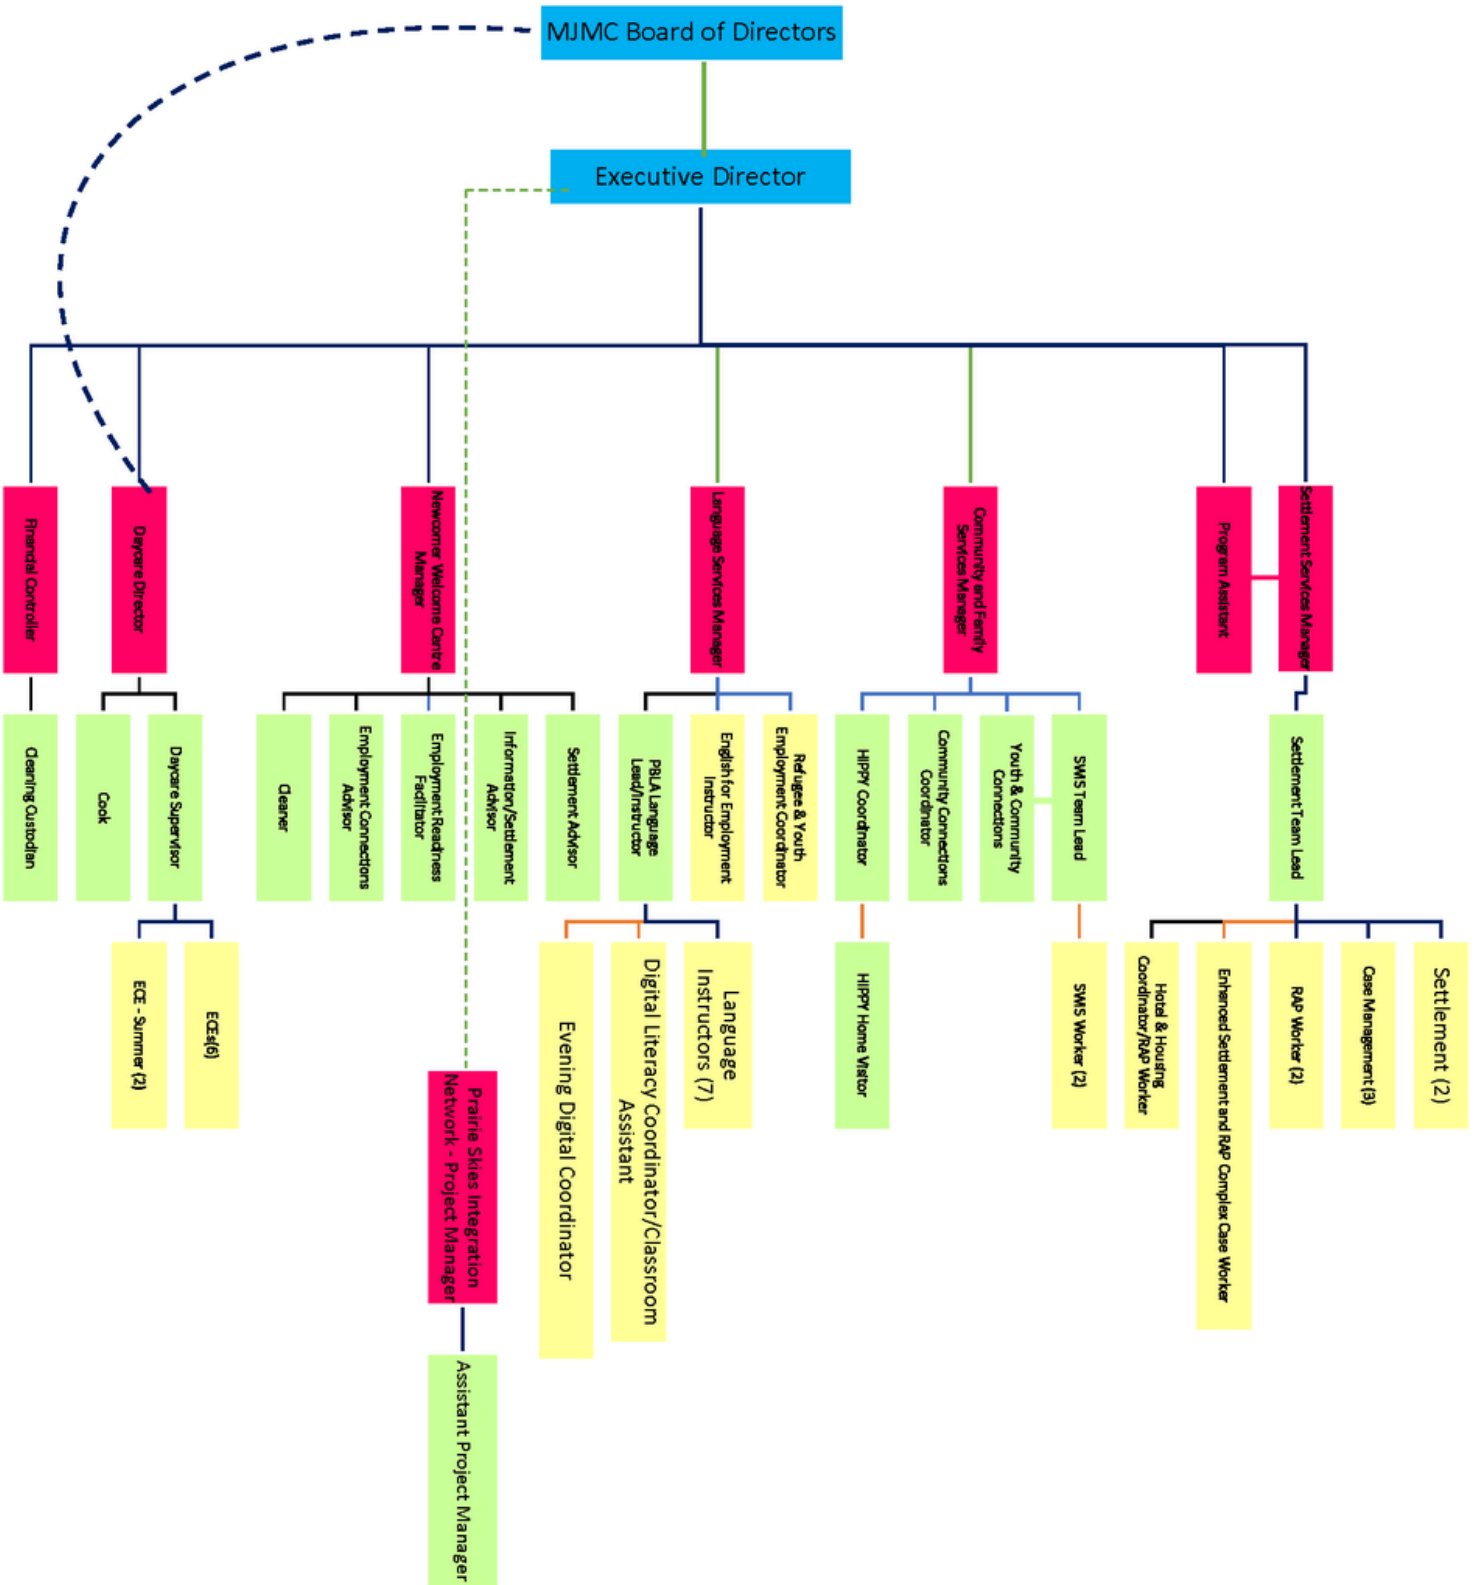 MJMC Board of Directors
Executive Director
Financial Controller
Daycare Director
Newcomer Welcome Centre
Manager
Language Services Manager
Community and Family
Services Manager
Program Assistant
Settlement Services Manager
Cleaning Custodian
Cook
Daycare Supervisor
Cleaner
Employment Connections
Advisor
Employment Readiness
Facilitator
Information/Settlement
Advisor
Settlement Advisor
PBLA Language
Lead/Instructor
English for Employment
Instructor
Refugee & Youth
Employment Coordinator
HIPPY Coordinator
Community Connections
Coordinator
Youth & Community
Connections
SWIS Team Lead
Settlement Team Lead
ECE - Summer (2)
ECEs(6)
Evening Digital Coordinator
Digital Literacy Coordinator/Classroom
Assistant
Language
Instructors (7)
HIPPY Home Visitor
SWIS Worker (2)
Hotel & Housing
Coordinator/RAP Worker
Enhanced Settlement and RAP Complex Case Worker
RAP Worker (2)
Case Management (3)
Settlement (2)
Prairie Skies Integration
Network - Project Manager
Assistant Project Manager